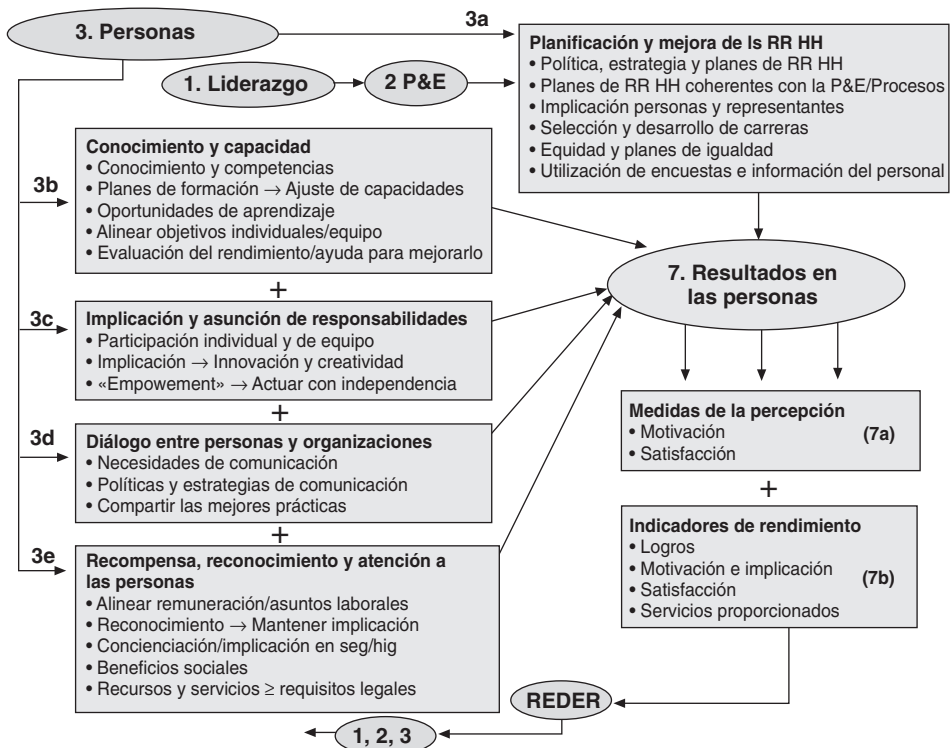 3. Personas
3a
1. Liderazgo
2 P&E
Planificación y mejora de ls RR HH
• Política, estrategia y planes de RR HH
• Planes de RR HH coherentes con la P&E/Procesos
• Implicación personas y representantes
• Selección y desarrollo de carreras
• Equidad y planes de igualdad
• Utilización de encuestas e información del personal
3b
Conocimiento y capacidad
• Conocimiento y competencias
• Planes de formación → Ajuste de capacidades
• Oportunidades de aprendizaje
• Alinear objetivos individuales/equipo
• Evaluación del rendimiento/ayuda para mejorarlo
+
3c
Implicación y asunción de responsabilidades
• Participación individual y de equipo
• Implicación → Innovación y creatividad
• «Empowement» → Actuar con independencia
+
3d
Diálogo entre personas y organizaciones
• Necesidades de comunicación
• Políticas y estrategias de comunicación
• Compartir las mejores prácticas
+
3e
Recompensa, reconocimiento y atención a
las personas
• Alinear remuneración/asuntos laborales
• Reconocimiento → Mantener implicación
• Concienciación/implicación en seg/hig
• Beneficios sociales
• Recursos y servicios ≥ requisitos legales
7. Resultados en
las personas
Medidas de la percepción
• Motivación
(7a)
• Satisfacción
+
Indicadores de rendimiento
• Logros
• Motivación e implicación
(7b)
• Satisfacción
• Servicios proporcionados
REDER
1, 2, 3